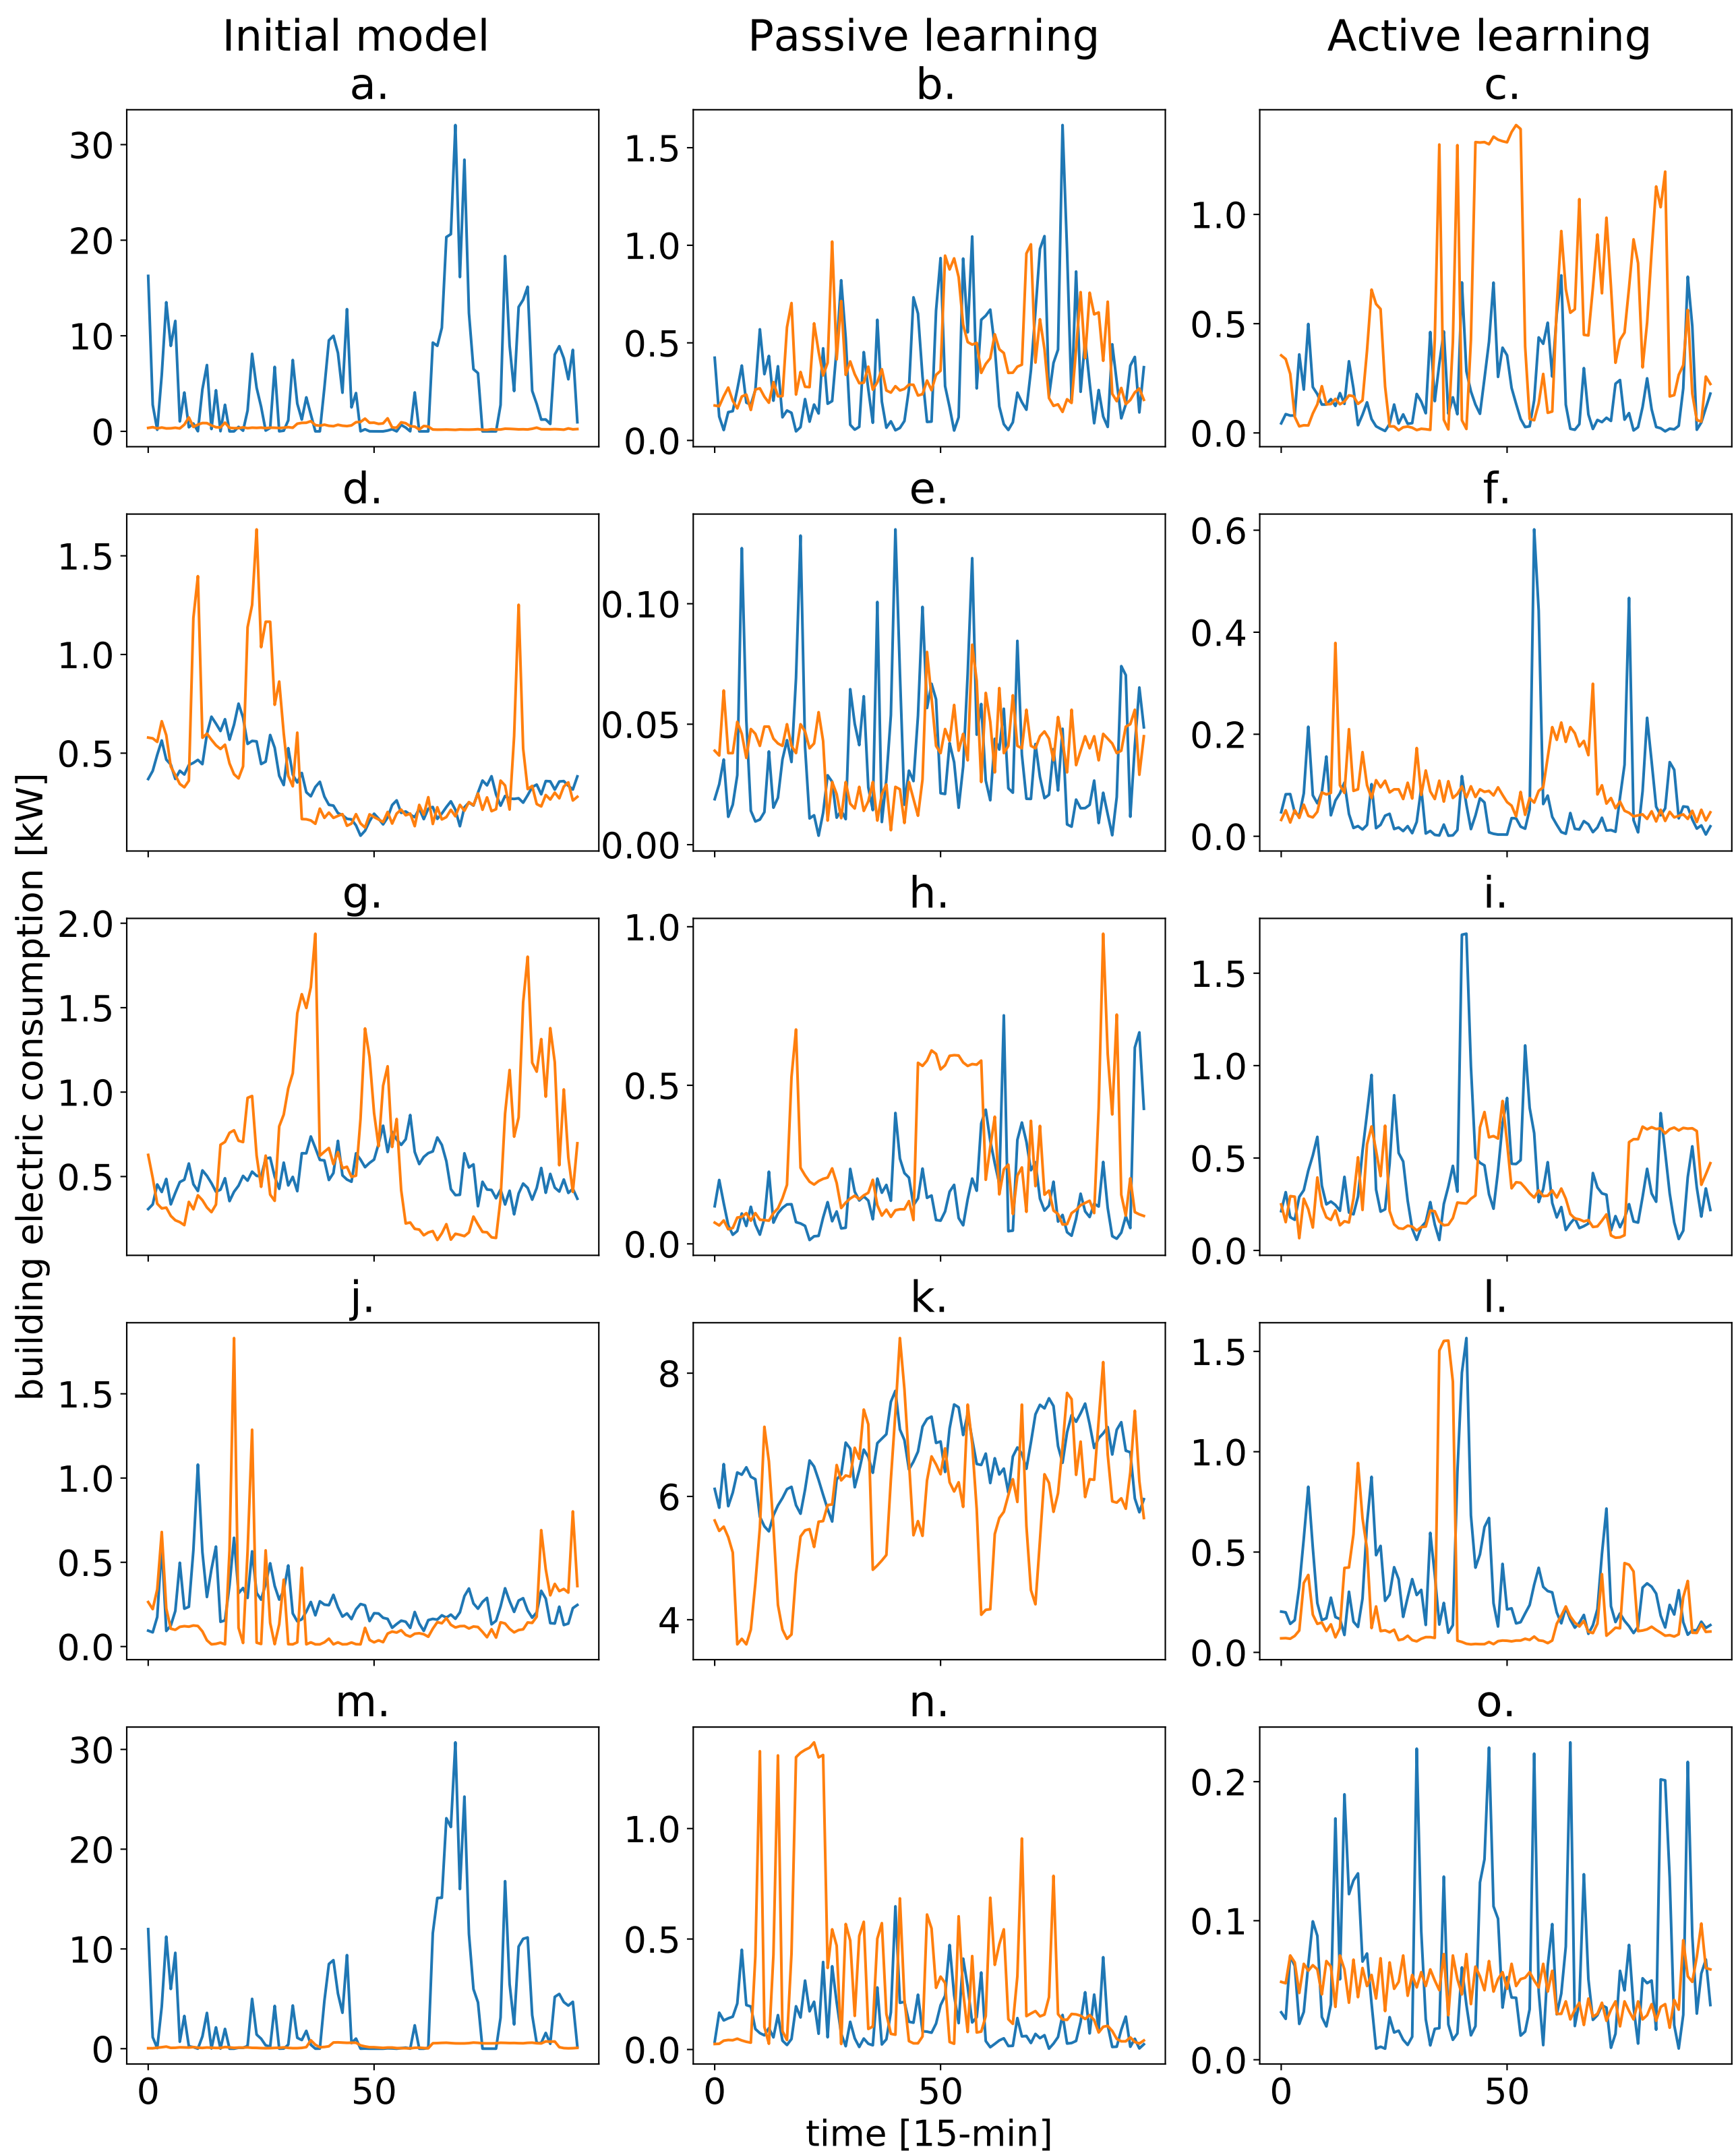 Initial model Passive learning Active learning
a. b. c.
30 1.5 1.0
20 1.0 0.5
10 0.5 0.0
0 0.0
d. e. f.
1.5 0.10 0.6
1.0 0.05 0.4
0.5 0.00 0.2
0.0
building electric consumption [kW]
g. h. i.
2.0 1.0 1.5
1.5 0.5 1.0
1.0 0.0 0.5
0.5 0.0
j. k. l.
1.5 8 1.5
1.0 6 1.0
0.5 4 0.5
0.0 0.0
m. n. o.
30 1.0 0.2
20 0.5 0.1
10 0.0 0.0
0
0 50 0 50 0 50
time [15-min]